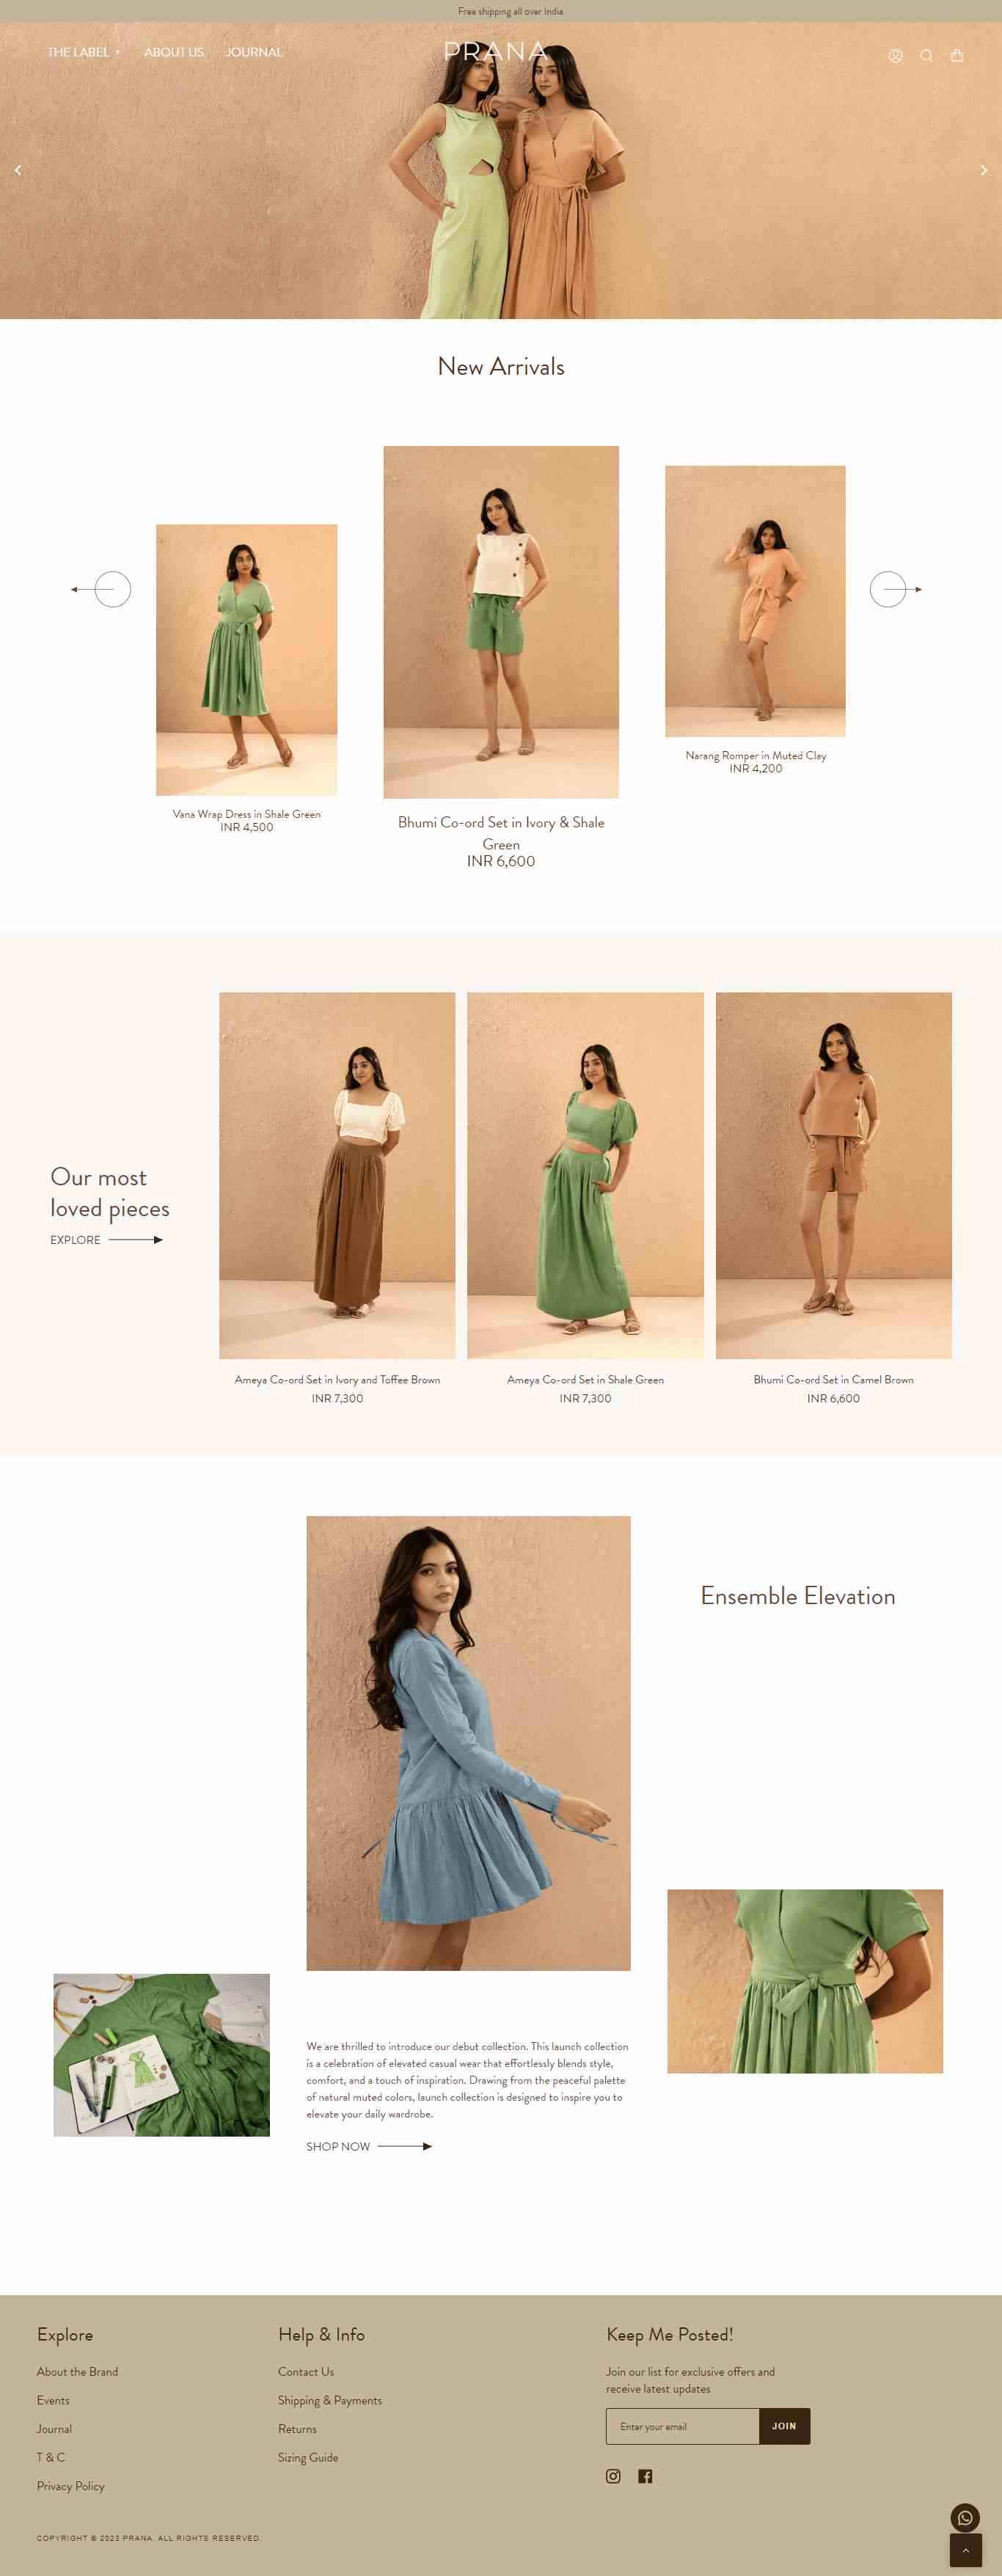 Free shipping all over India
THE LABEL
ABOUT US
JOURNAL
PRANA
New Arrivals
Vana Wrap Dress in Shale Green
INR 4,500
Bhumi Co-ord Set in Ivory & Shale
Green
INR 6,600
Narang Romper in Muted Clay
INR 4,200
Our most
loved pieces
EXPLORE
Ameya Co-ord Set in Ivory and Toffee Brown
INR 7,300
Ameya Co-ord Set in Shale Green
INR 7,300
Bhumi Co-ord Set in Camel Brown
INR 6,600
Ensemble Elevation
We are thrilled to introduce our debut collection. This launch collection
is a celebration of elevated casual wear that effortlessly blends style,
comfort, and a touch of inspiration. Drawing from the peaceful palette
of natural muted colors, launch collection is designed to inspire you to
elevate your daily wardrobe.
SHOP NOW
Explore
About the Brand
Events
Journal
T & C
Privacy Policy
Help & Info
Contact Us
Shipping & Payments
Returns
Sizing Guide
Keep Me Posted!
Join our list for exclusive offers and
receive latest updates
Enter your email
JOIN
COPYRIGHT © 2023 PRANA. ALL RIGHTS RESERVED.